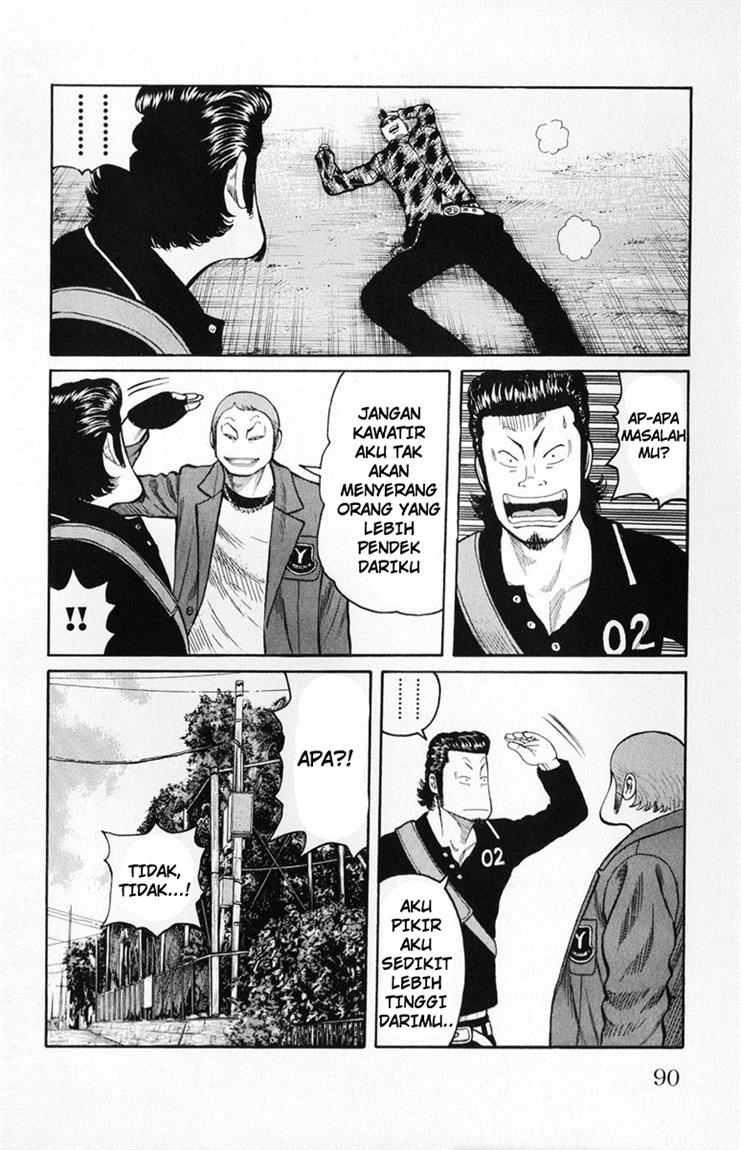 AP-APA
MASALAH
MU?
02
JANGAN
KAWATIR
AKU TAK
AKAN
MENYERANG
ORANG YANG
LEBIH
PENDEK
DARIKU
Y
!!
02
AKU
PIKIR
AKU
SEDIKIT
LEBIH
TINGGI
DARIMU..
Y
APA?!
TIDAK,
TIDAK...!
90